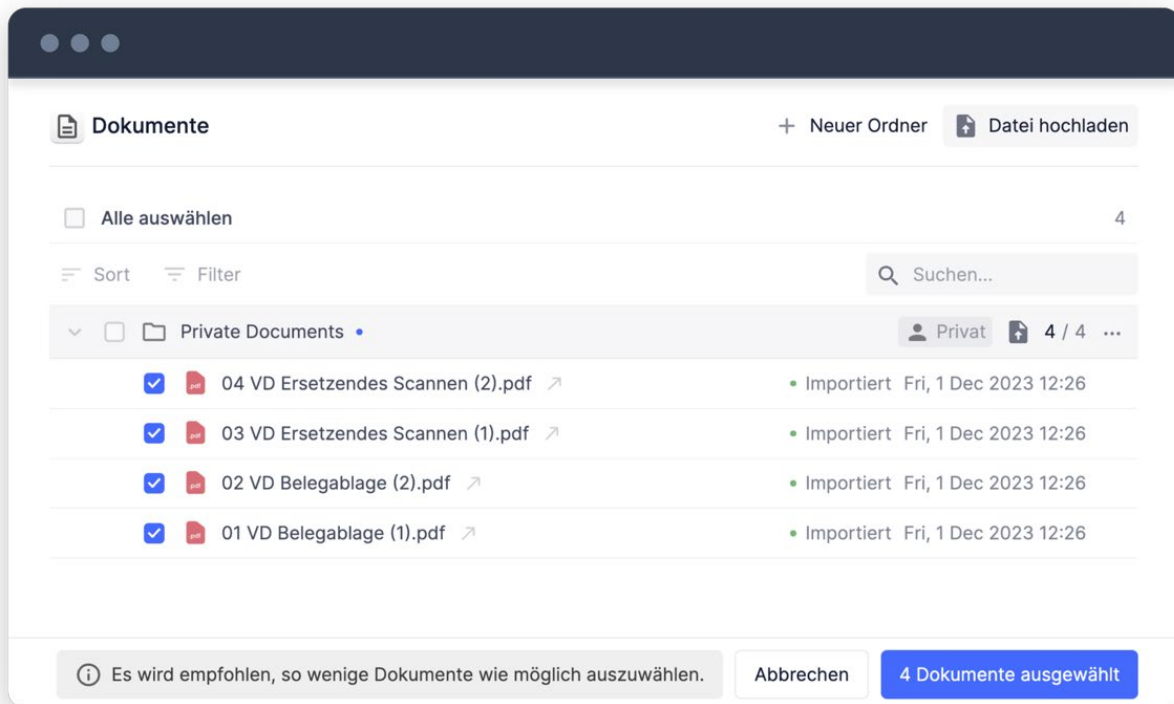 Dokumente + Neuer Ordner Datei hochladen
Alle auswählen 4
Sort Filter Suchen...
Private Documents • Privat 4 / 4 ...
pdf 04 VD Ersetzendes Scannen (2).pdf • Importiert Fri, 1 Dec 2023 12:26
pdf 03 VD Ersetzendes Scannen (1).pdf • Importiert Fri, 1 Dec 2023 12:26
pdf 02 VD Belegablage (2).pdf • Importiert Fri, 1 Dec 2023 12:26
pdf 01 VD Belegablage (1).pdf • Importiert Fri, 1 Dec 2023 12:26
Es wird empfohlen, so wenige Dokumente wie möglich auszuwählen. Abbrechen 4 Dokumente ausgewählt